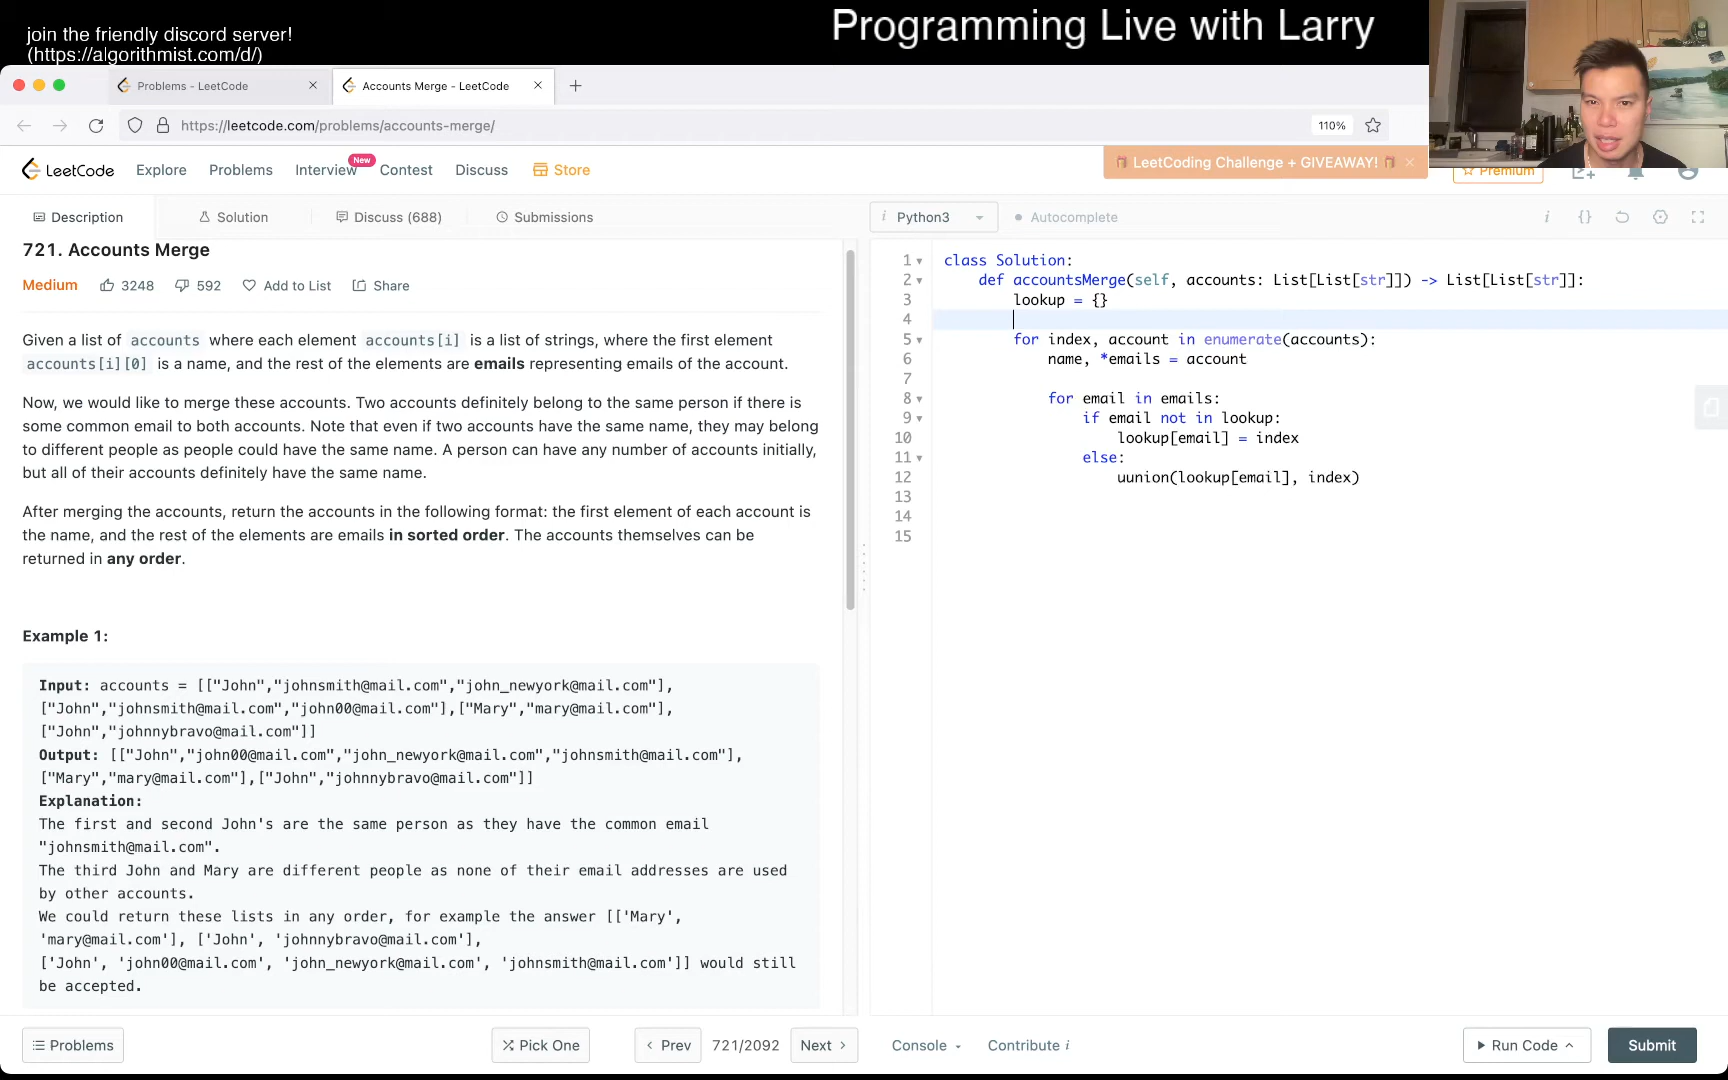 join the friendly discord server!
(https://algorithmist.com/d/)
Programming Live with Larry
Problems - LeetCode
Accounts Merge - LeetCode
https://leetcode.com/problems/accounts-merge/
110%
LeetCode
Explore
Problems
Interview
New
Contest
Discuss
Store
LeetCoding Challenge + GIVEAWAY!
Premium
Description
Solution
Discuss (688)
Submissions
i Python3
Autocomplete
i
{}
721. Accounts Merge
Medium
3248
592
Add to List
Share
Given a list of accounts where each element accounts[i] is a list of strings, where the first element
accounts[i][0] is a name, and the rest of the elements are emails representing emails of the account.
Now, we would like to merge these accounts. Two accounts definitely belong to the same person if there is
some common email to both accounts. Note that even if two accounts have the same name, they may belong
to different people as people could have the same name. A person can have any number of accounts initially,
but all of their accounts definitely have the same name.
After merging the accounts, return the accounts in the following format: the first element of each account is
the name, and the rest of the elements are emails in sorted order. The accounts themselves can be
returned in any order.
Example 1:
Input: accounts = [["John","johnsmith@mail.com","john_newyork@mail.com"],
["John","johnsmith@mail.com","john00@mail.com"],["Mary","mary@mail.com"],
["John","johnnybravo@mail.com"]]
Output: [["John","john00@mail.com","john_newyork@mail.com","johnsmith@mail.com"],
["Mary","mary@mail.com"],["John","johnnybravo@mail.com"]]
Explanation:
The first and second John's are the same person as they have the common email
"johnsmith@mail.com".
The third John and Mary are different people as none of their email addresses are used
by other accounts.
We could return these lists in any order, for example the answer [['Mary',
'mary@mail.com'], ['John', 'johnnybravo@mail.com'],
['John', 'john00@mail.com', 'john_newyork@mail.com', 'johnsmith@mail.com']] would still
be accepted.
1 class Solution:
2 def accountsMerge(self, accounts: List[List[str]]) -> List[List[str]]:
3 lookup = {}
4
5 for index, account in enumerate(accounts):
6 name, *emails = account
7
8 for email in emails:
9 if email not in lookup:
10 lookup[email] = index
11 else:
12 uunion(lookup[email], index)
13
14
15
Problems
Pick One
Prev
721/2092
Next
Console
Contribute i
Run Code
Submit